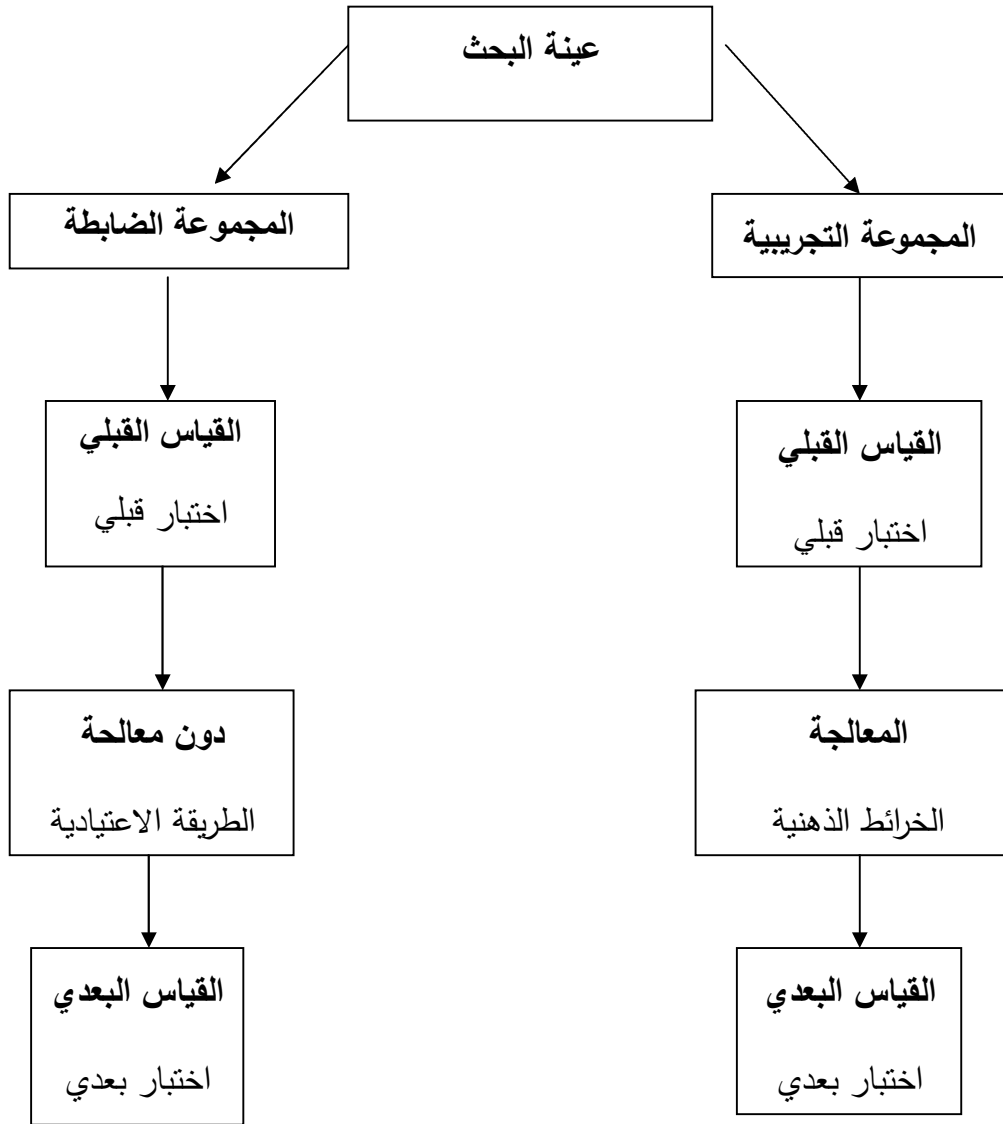 عينة البحث
المجموعة التجريبية
المجموعة الضابطة
القياس القبلي
اختبار قبلي
القياس القبلي
اختبار قبلي
المعالجة
الخرائط الذهنية
دون معالحة
الطريقة الاعتيادية
القياس البعدي
اختبار بعدي
القياس البعدي
اختبار بعدي